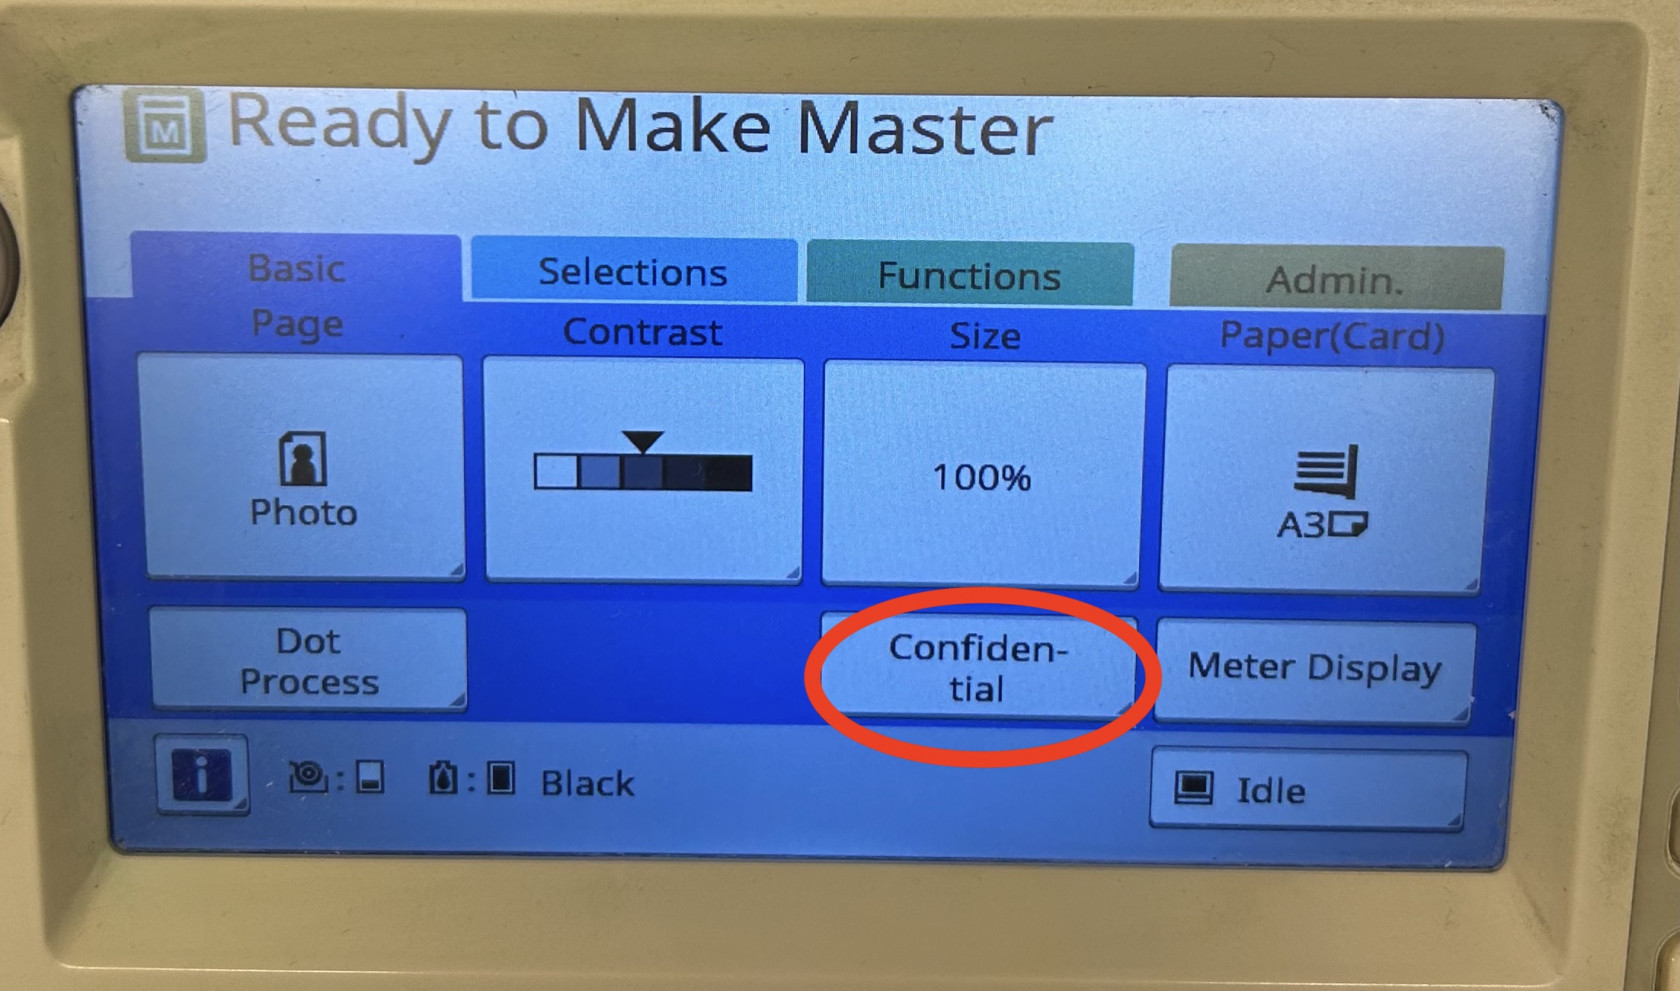 M Ready to Make Master
Basic Selections Functions Admin.
Page Contrast Size Paper(Card)
Photo
100%
A3
Dot
Process
Confiden-
tial
Meter Display
i : : Black
Idle